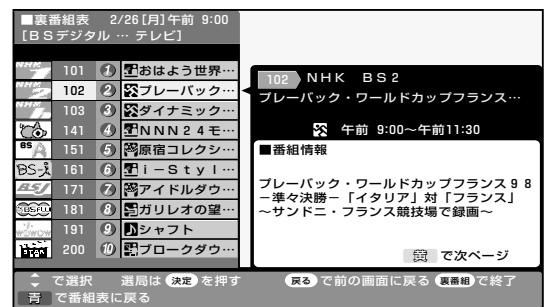 ■裏番組表　2/26[月]午前 9:00
[ＢＳデジタル … テレビ]
101 1 おはよう世界…
102 2 プレーバック…
103 3 ダイナミック…
141 4 ＮＮＮ２４モ…
151 5 原宿コレクシ…
161 6 ｉ－Ｓｔｙｌ…
171 7 アイドルダウ…
181 8 ガリレオの望…
191 9 シャフト
200 10 ブロークダウ…
102 ＮＨＫ　ＢＳ２
プレーバック・ワールドカップフランス…
午前 9:00～午前11:30
■番組情報
プレーバック・ワールドカップフランス９８
－準々決勝－「イタリア」対「フランス」
～サンドニ・フランス競技場で録画～
黄 で次ページ
で選択　選局は 決定 を押す　戻る で前の画面に戻る 裏番組 で終了
青 で番組表に戻る